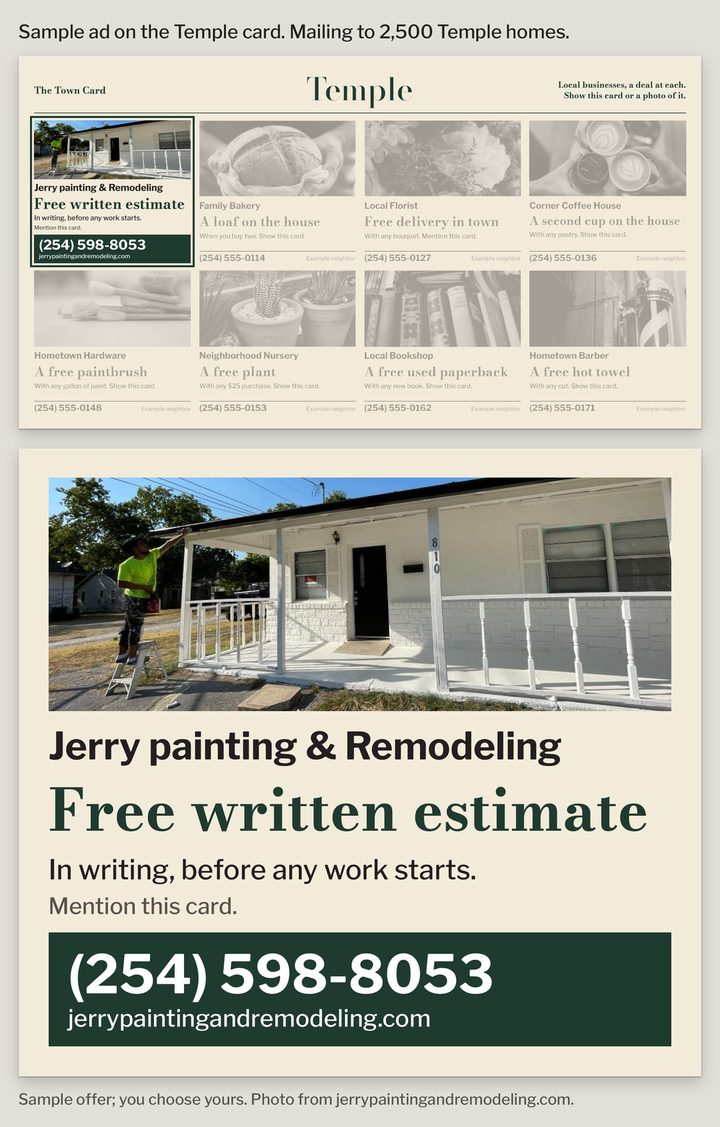 Sample ad on the Temple card. Mailing to 2,500 Temple homes.
The Town Card
Temple
Local businesses, a deal at each.
Show this card or a photo of it.
Jerry painting & Remodeling
Free written estimate
In writing, before any work starts.
Mention this card.
(254) 598-8053
jerrypaintingandremodeling.com
Family Bakery
A loaf on the house
When you buy two. Show this card.
(254) 555-0114
Example neighbor
Local Florist
Free delivery in town
With any bouquet. Mention this card.
(254) 555-0127
Example neighbor
Corner Coffee House
A second cup on the house
With any pastry. Show this card.
(254) 555-0136
Example neighbor
Hometown Hardware
A free paintbrush
With any gallon of paint. Show this card.
(254) 555-0148
Example neighbor
Neighborhood Nursery
A free plant
With any $25 purchase. Show this card.
(254) 555-0153
Example neighbor
Local Bookshop
A free used paperback
With any new book. Show this card.
(254) 555-0162
Example neighbor
Hometown Barber
A free hot towel
With any cut. Show this card.
(254) 555-0171
Example neighbor
810
Jerry painting & Remodeling
Free written estimate
In writing, before any work starts.
Mention this card.
(254) 598-8053
jerrypaintingandremodeling.com
Sample offer; you choose yours. Photo from jerrypaintingandremodeling.com.